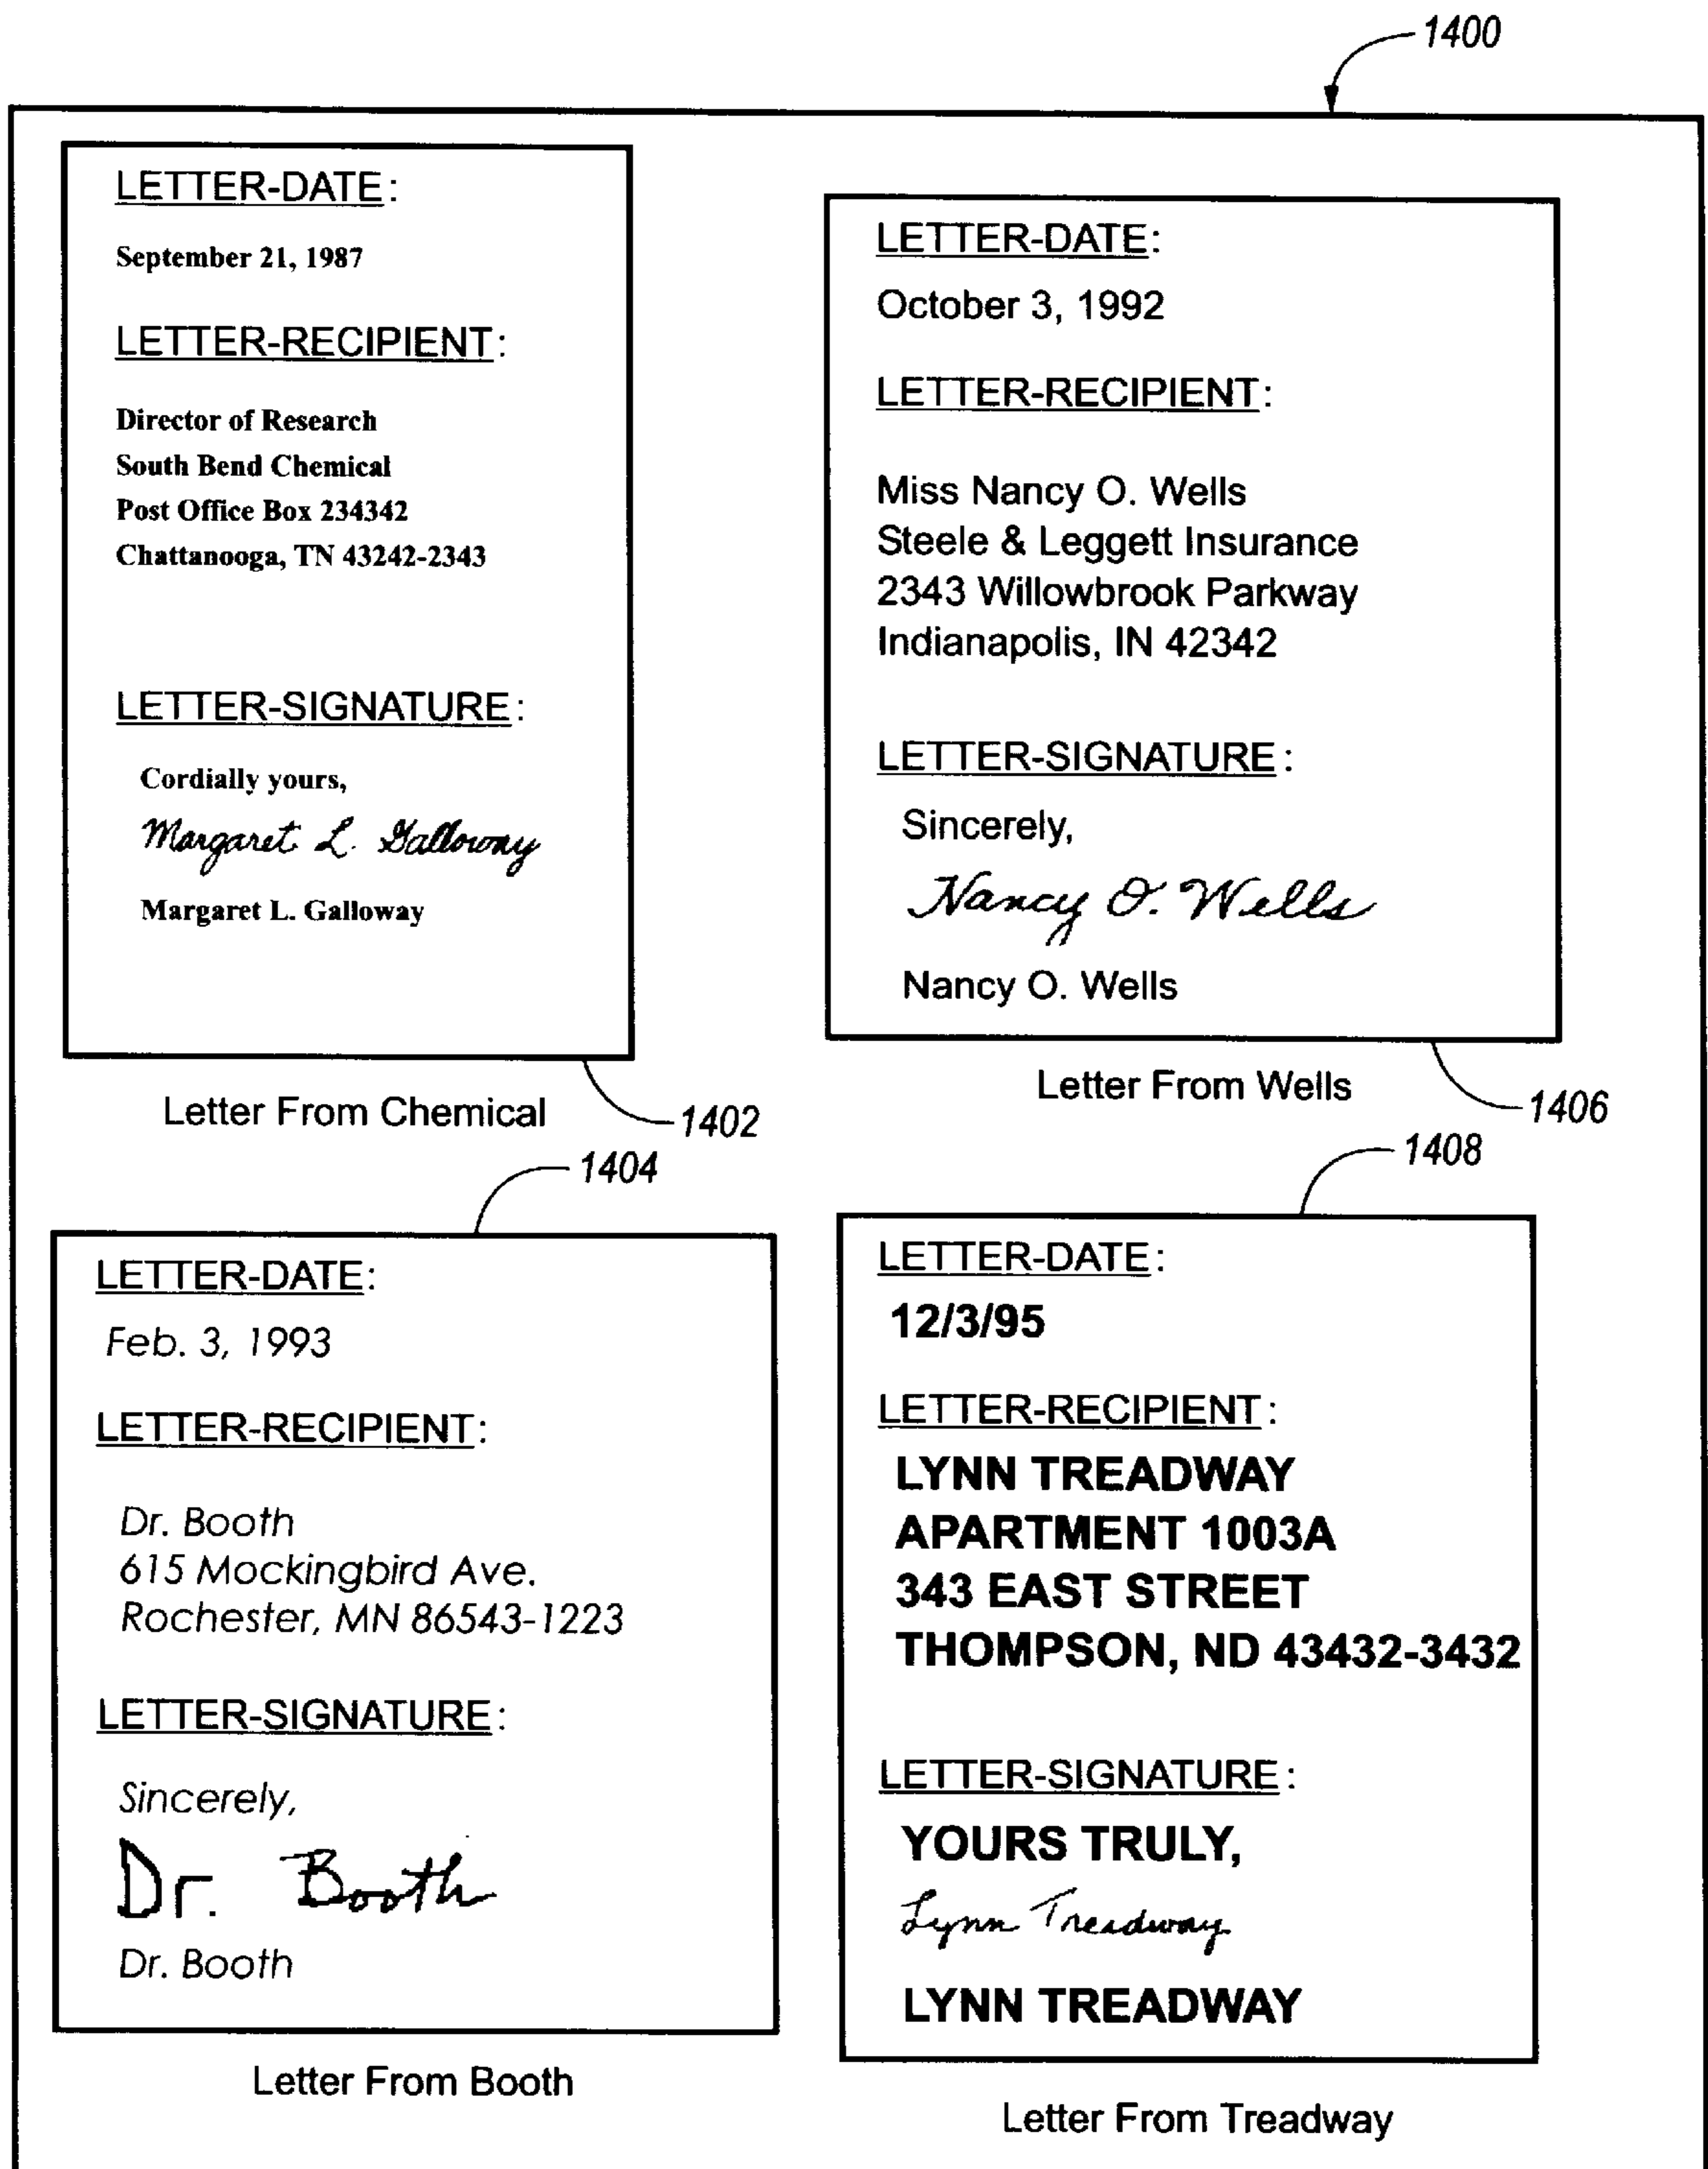 1400
LETTER-DATE:
September 21, 1987
LETTER-RECIPIENT:
Director of Research
South Bend Chemical
Post Office Box 234342
Chattanooga, TN 43242-2343
LETTER-SIGNATURE:
Cordially yours,
Margaret L. Galloway
Margaret L. Galloway
Letter From Chemical
1402
LETTER-DATE:
October 3, 1992
LETTER-RECIPIENT:
Miss Nancy O. Wells
Steele & Leggett Insurance
2343 Willowbrook Parkway
Indianapolis, IN 42342
LETTER-SIGNATURE:
Sincerely,
Nancy O. Wells
Nancy O. Wells
Letter From Wells
1406
1404
LETTER-DATE:
Feb. 3, 1993
LETTER-RECIPIENT:
Dr. Booth
615 Mockingbird Ave.
Rochester, MN 86543-1223
LETTER-SIGNATURE:
Sincerely,
Dr. Booth
Dr. Booth
Letter From Booth
1408
LETTER-DATE:
12/3/95
LETTER-RECIPIENT:
LYNN TREADWAY
APARTMENT 1003A
343 EAST STREET
THOMPSON, ND 43432-3432
LETTER-SIGNATURE:
YOURS TRULY,
Lynn Treadway
LYNN TREADWAY
Letter From Treadway